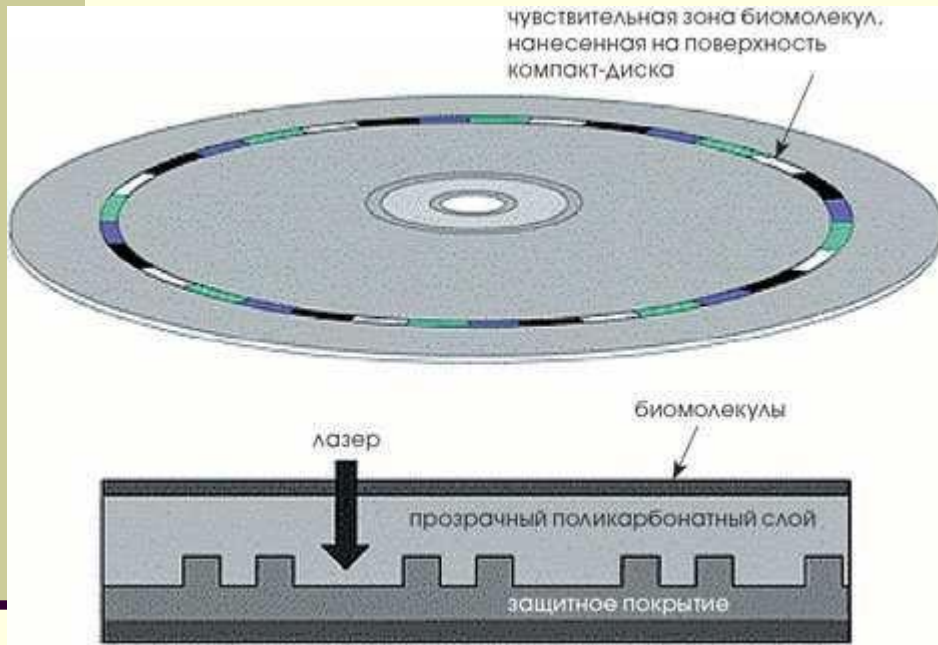 чувствительная зона биомолекул,
нанесенная на поверхность
компакт-диска
биомолекулы
лазер
прозрачный поликарбонатный слой
защитное покрытие